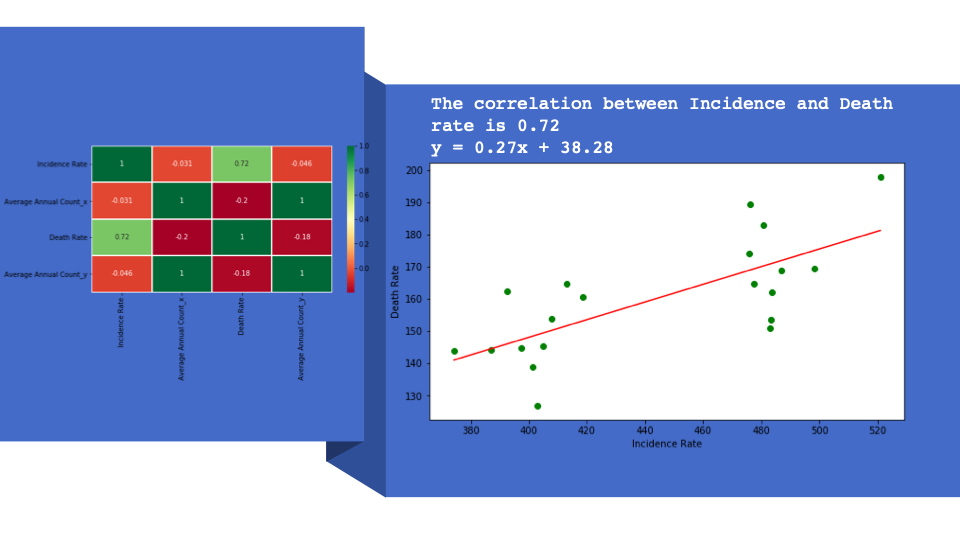 The correlation between Incidence and Death
rate is 0.72
y = 0.27x + 38.28
Incidence Rate
1
-0.031
0.72
-0.046
Average Annual Count_x
-0.031
1
-0.2
1
Death Rate
0.72
-0.2
1
-0.18
Average Annual Count_y
-0.046
1
-0.18
1
Incidence Rate
Average Annual Count_x
Death Rate
Average Annual Count_y
1.0
0.8
0.6
0.4
0.2
0.0
Death Rate
200
190
180
170
160
150
140
130
380
400
420
440
460
480
500
520
Incidence Rate